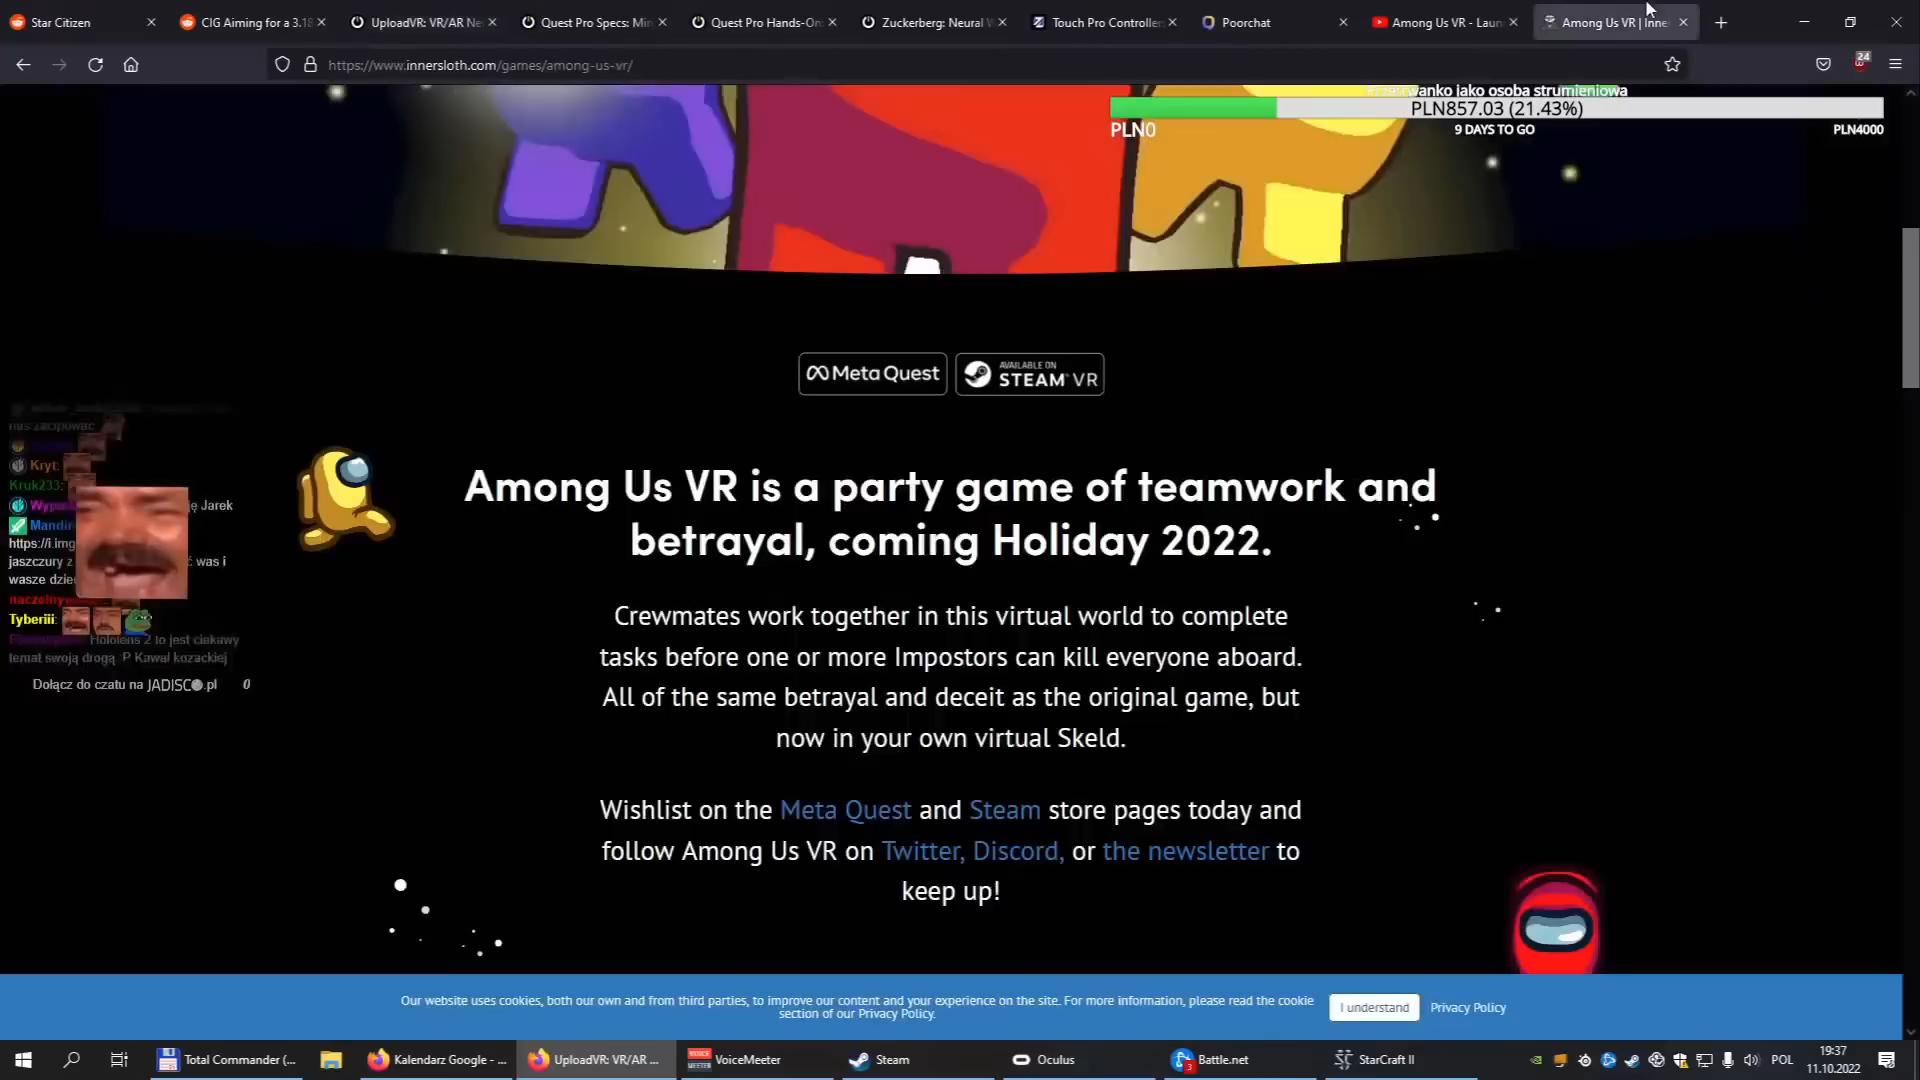 Star Citizen
CIG Aiming for a 3.18
UploadVR: VR/AR Ne
Quest Pro Specs: Min
Quest Pro Hands-On:
Zuckerberg: Neural W
Touch Pro Controller
Poorchat
Among Us VR - Laun
Among Us VR | Inne
https://www.innersloth.com/games/among-us-vr/
24
jako osoba strumieniowa
PLN857.03 (21.43%)
PLN0
9 DAYS TO GO
PLN4000
Meta Quest
AVAILABLE ON
STEAM VR
Among Us VR is a party game of teamwork and
betrayal, coming Holiday 2022.
Crewmates work together in this virtual world to complete
tasks before one or more Impostors can kill everyone aboard.
All of the same betrayal and deceit as the original game, but
now in your own virtual Skeld.
Wishlist on the Meta Quest and Steam store pages today and
follow Among Us VR on Twitter, Discord, or the newsletter to
keep up!
nas zacipować
Kryt:
Kruk233:
Jarek
https://i.img
jaszczury z was i
wasze dzie
Tyberiii:
Hololens 2 to jest ciekawy
temat swoją drogą :P Kawał kozackiej
Dołącz do czatu na JADISCO.pl 0
Our website uses cookies, both our own and from third parties, to improve our content and your experience on the site. For more information, please read the cookie
section of our Privacy Policy.
I understand
Privacy Policy
Total Commander (...
Kalendarz Google - ...
UploadVR: VR/AR ...
VOICE MEETER
VoiceMeeter
Steam
Oculus
3
Battle.net
StarCraft II
POL
19:37
11.10.2022